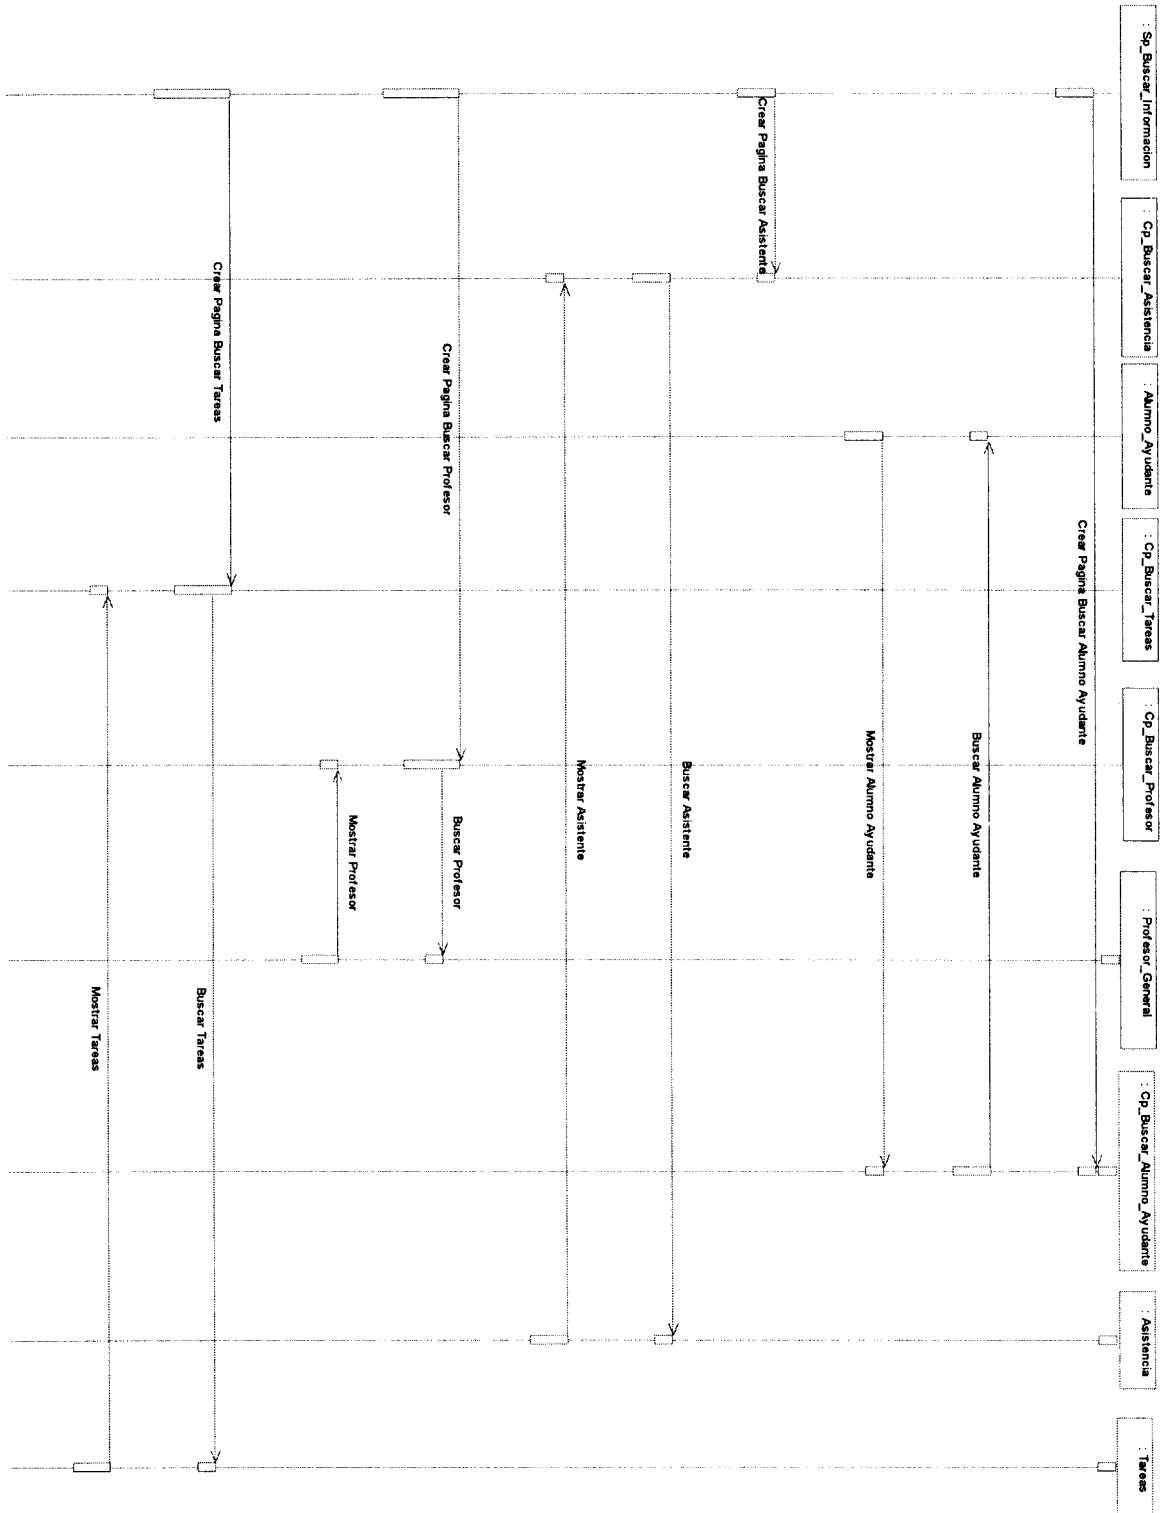 : Sp_Buscar_Informacion
: Cp_Buscar_Asistencia
: Alumno_Ayudante
: Cp_Buscar_Tareas
: Cp_Buscar_Profesor
: Profesor_General
: Cp_Buscar_Alumno_Ayudante
: Asistencia
: Tareas
Crear Pagina Buscar Alumno Ayudante
Buscar Alumno Ayudante
Mostrar Alumno Ayudante
Crear Pagina Buscar Asistente
Buscar Asistente
Mostrar Asistente
Crear Pagina Buscar Profesor
Buscar Profesor
Mostrar Profesor
Crear Pagina Buscar Tareas
Buscar Tareas
Mostrar Tareas